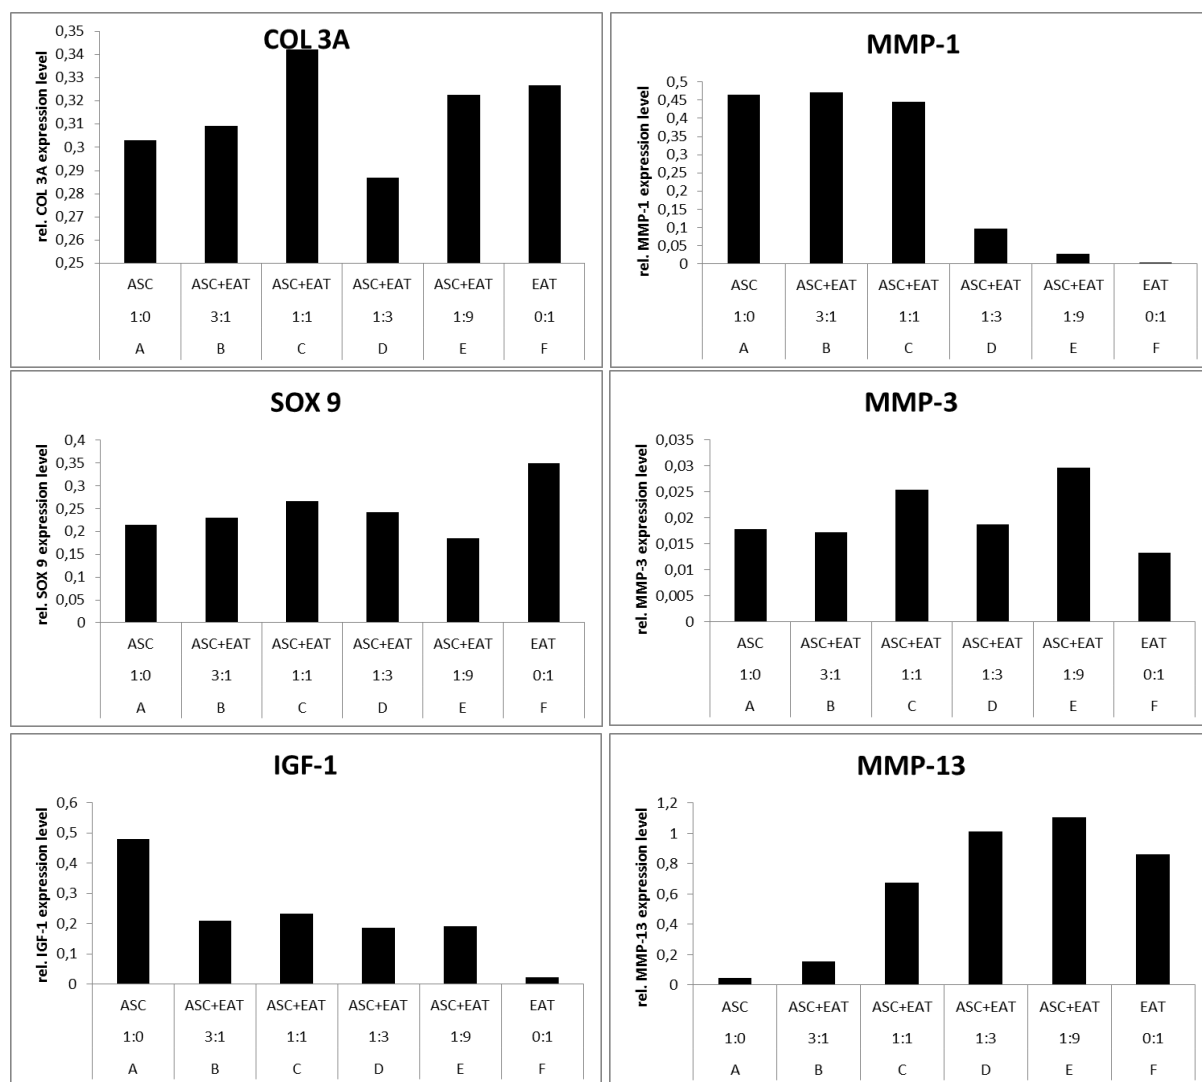 COL 3A
rel. COL 3A expression level
0,35
0,34
0,33
0,32
0,31
0,3
0,29
0,28
0,27
0,26
0,25
ASC ASC+EAT ASC+EAT ASC+EAT ASC+EAT EAT
1:0 3:1 1:1 1:3 1:9 0:1
A B C D E F
MMP-1
rel. MMP-1 expression level
0,5
0,45
0,4
0,35
0,3
0,25
0,2
0,15
0,1
0,05
0
ASC ASC+EAT ASC+EAT ASC+EAT ASC+EAT EAT
1:0 3:1 1:1 1:3 1:9 0:1
A B C D E F
SOX 9
rel. SOX 9 expression level
0,4
0,35
0,3
0,25
0,2
0,15
0,1
0,05
0
ASC ASC+EAT ASC+EAT ASC+EAT ASC+EAT EAT
1:0 3:1 1:1 1:3 1:9 0:1
A B C D E F
MMP-3
rel. MMP-3 expression level
0,035
0,03
0,025
0,02
0,015
0,01
0,005
0
ASC ASC+EAT ASC+EAT ASC+EAT ASC+EAT EAT
1:0 3:1 1:1 1:3 1:9 0:1
A B C D E F
IGF-1
rel. IGF-1 expression level
0,6
0,5
0,4
0,3
0,2
0,1
0
ASC ASC+EAT ASC+EAT ASC+EAT ASC+EAT EAT
1:0 3:1 1:1 1:3 1:9 0:1
A B C D E F
MMP-13
rel. MMP-13 expression level
1,2
1
0,8
0,6
0,4
0,2
0
ASC ASC+EAT ASC+EAT ASC+EAT ASC+EAT EAT
1:0 3:1 1:1 1:3 1:9 0:1
A B C D E F